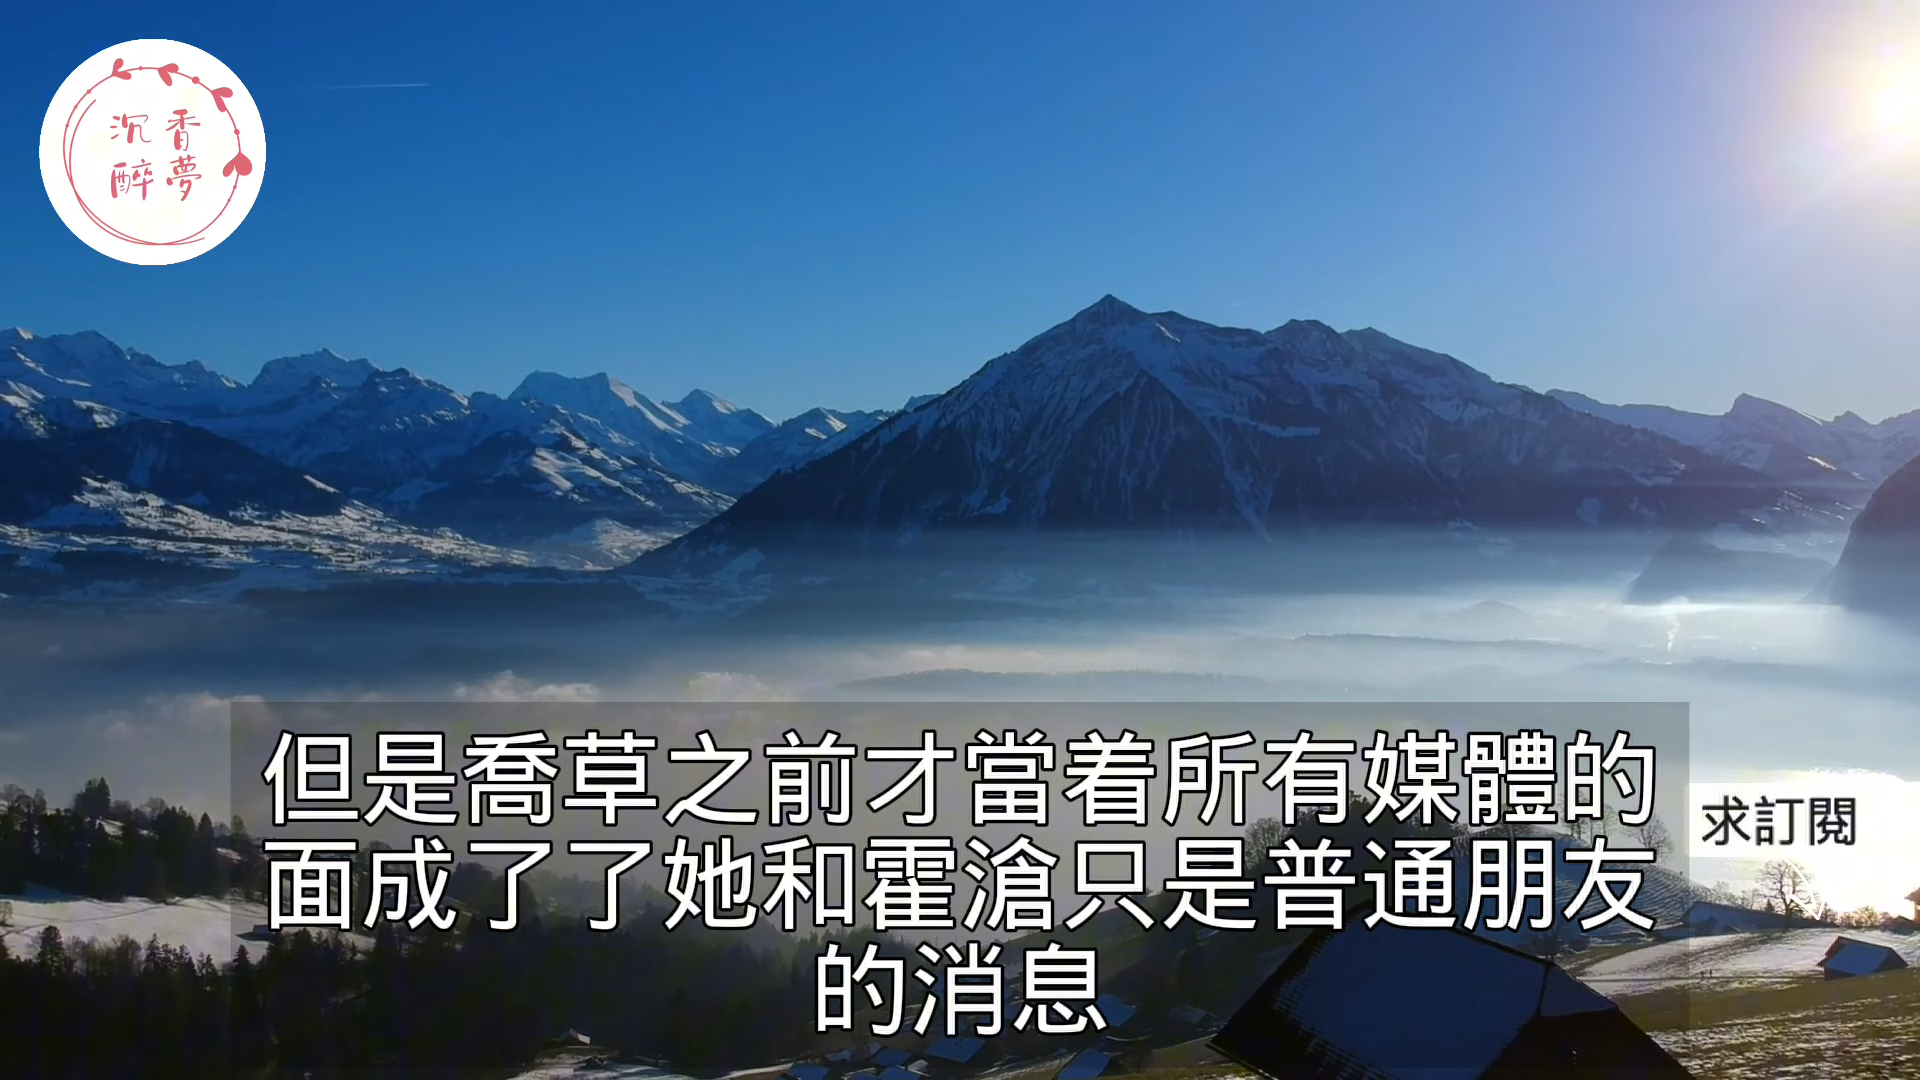 沉香
醉夢
但是喬草之前才當着所有媒體的
面成了了她和霍滄只是普通朋友
的消息
求訂閱